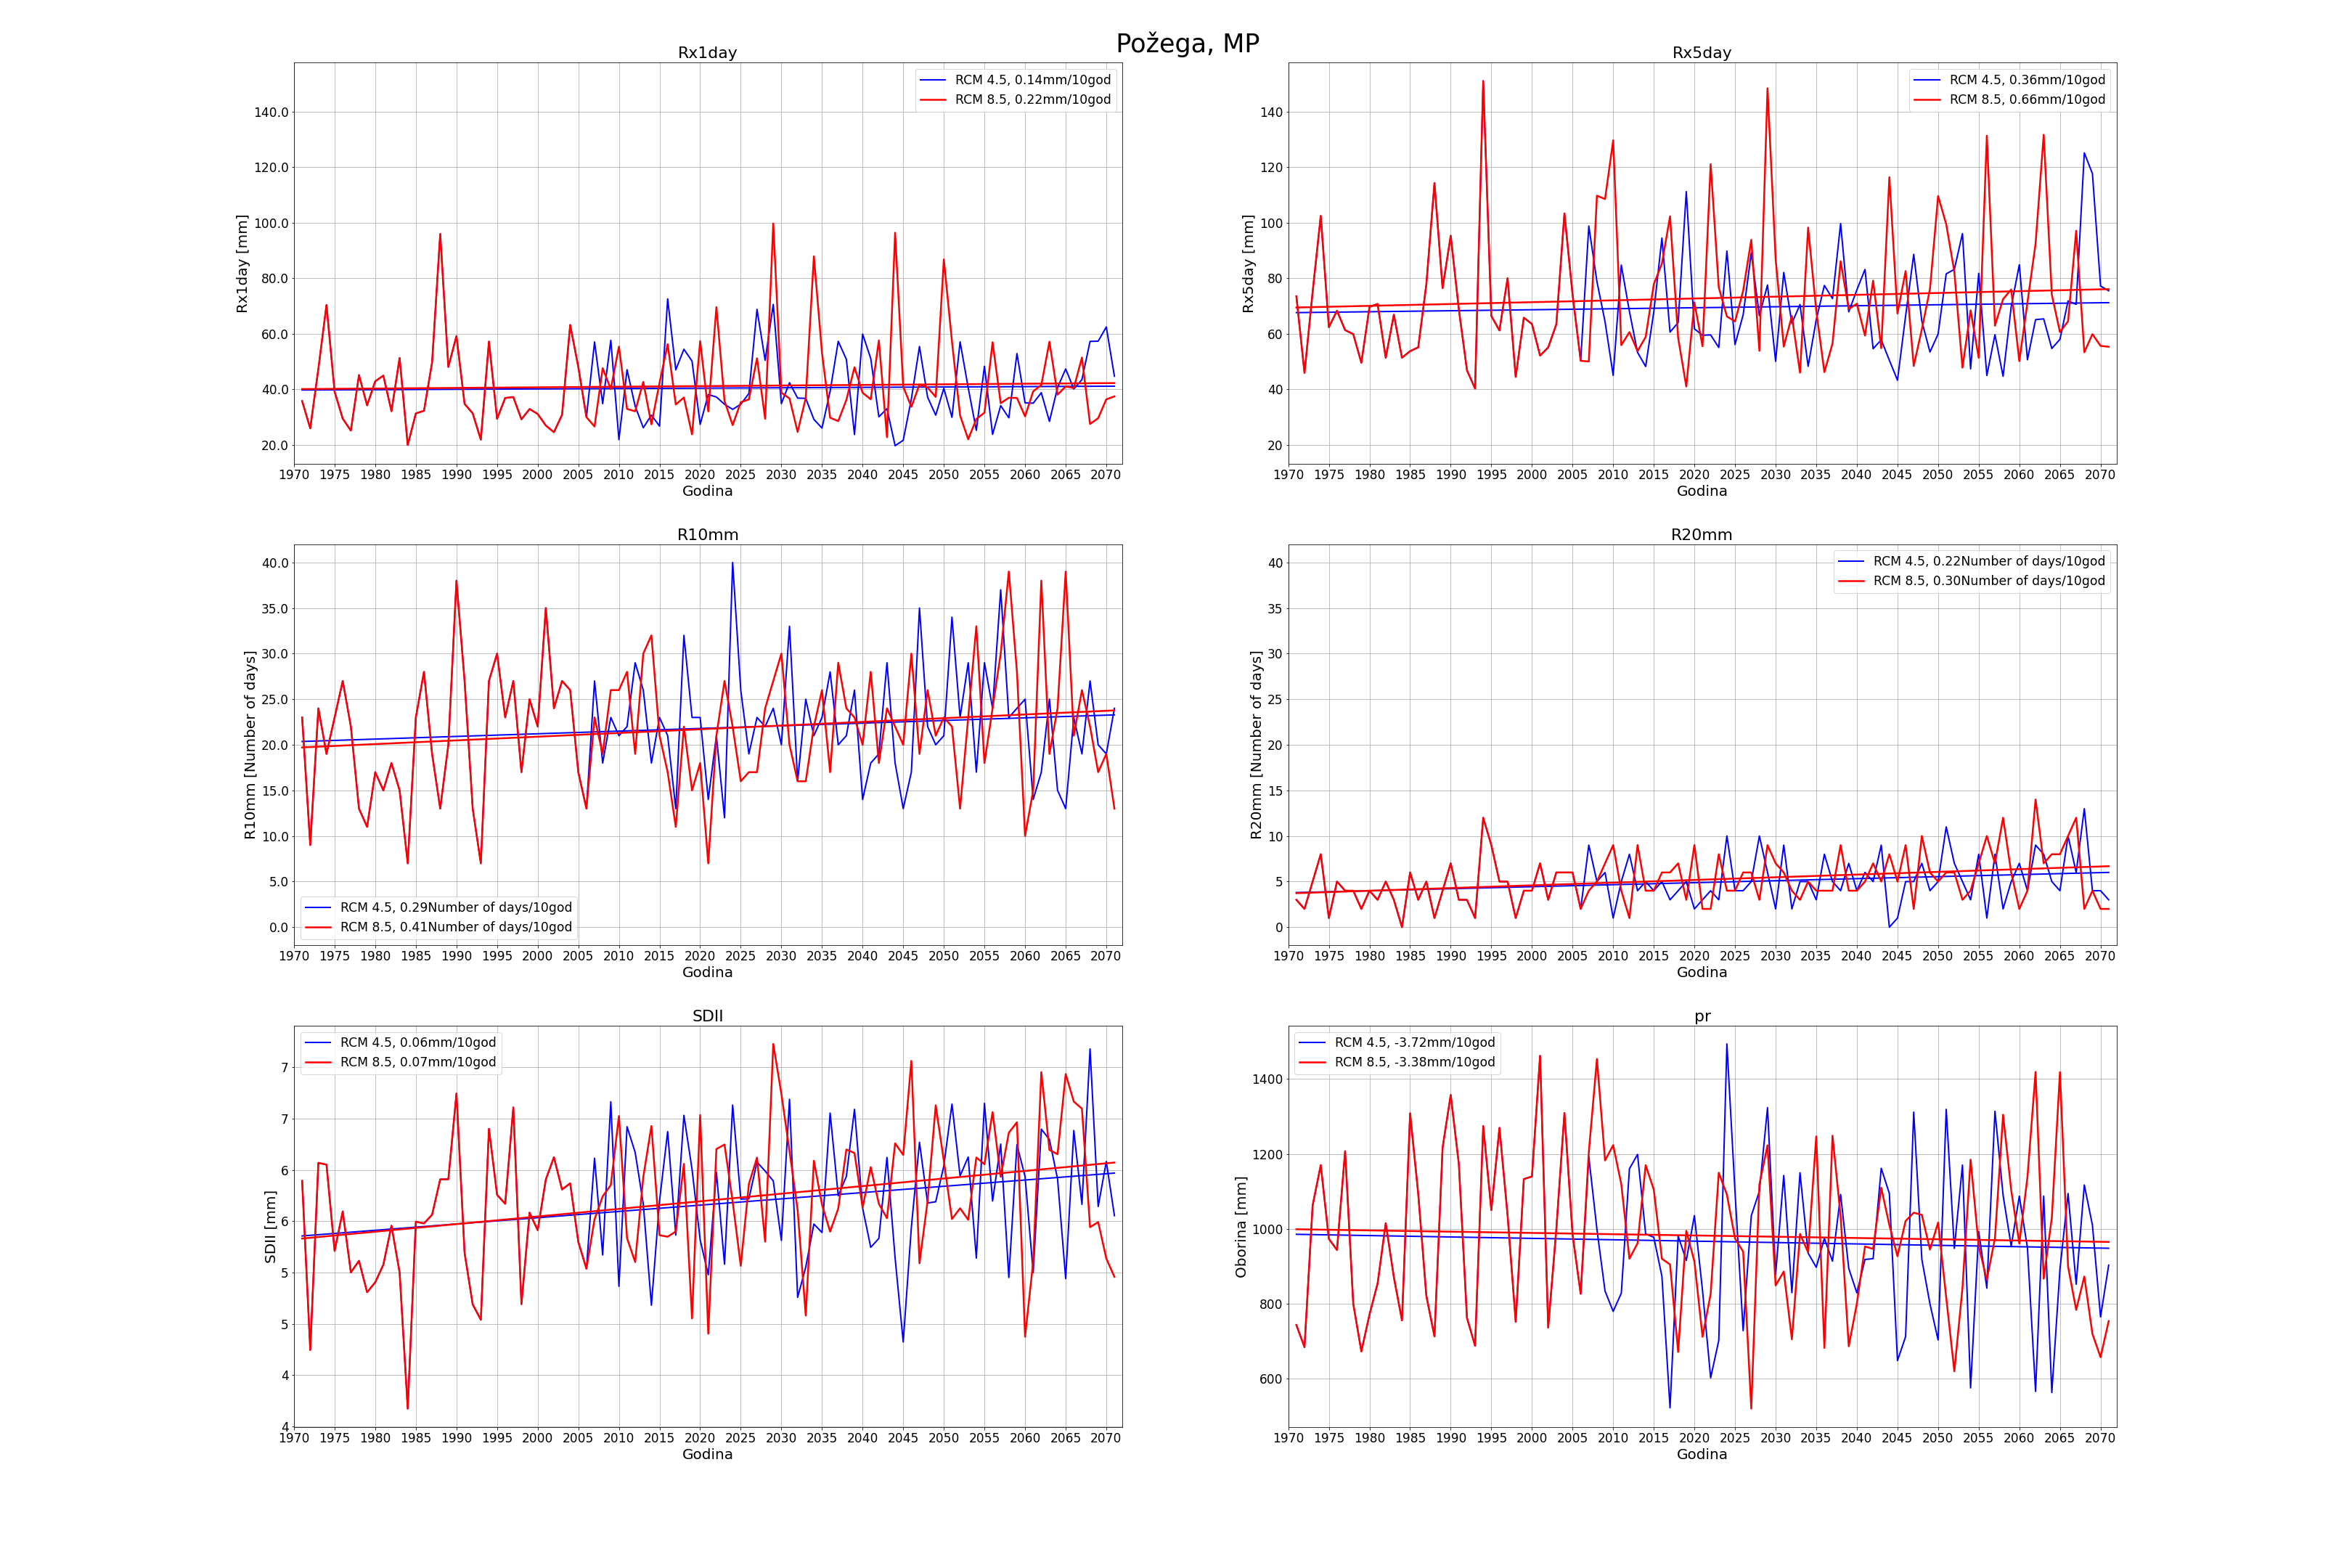 Požega, MP
Rx1day
RCM 4.5, 0.14mm/10god
RCM 8.5, 0.22mm/10god
Rx1day [mm]
140.0
120.0
100.0
80.0
60.0
40.0
20.0
1970 1975 1980 1985 1990 1995 2000 2005 2010 2015 2020 2025 2030 2035 2040 2045 2050 2055 2060 2065 2070
Godina
Rx5day
RCM 4.5, 0.36mm/10god
RCM 8.5, 0.66mm/10god
Rx5day [mm]
140
120
100
80
60
40
20
1970 1975 1980 1985 1990 1995 2000 2005 2010 2015 2020 2025 2030 2035 2040 2045 2050 2055 2060 2065 2070
Godina
R10mm
R10mm [Number of days]
40.0
35.0
30.0
25.0
20.0
15.0
10.0
5.0
0.0
RCM 4.5, 0.29Number of days/10god
RCM 8.5, 0.41Number of days/10god
1970 1975 1980 1985 1990 1995 2000 2005 2010 2015 2020 2025 2030 2035 2040 2045 2050 2055 2060 2065 2070
Godina
R20mm
RCM 4.5, 0.22Number of days/10god
RCM 8.5, 0.30Number of days/10god
R20mm [Number of days]
40
35
30
25
20
15
10
5
0
1970 1975 1980 1985 1990 1995 2000 2005 2010 2015 2020 2025 2030 2035 2040 2045 2050 2055 2060 2065 2070
Godina
SDII
RCM 4.5, 0.06mm/10god
RCM 8.5, 0.07mm/10god
SDII [mm]
7
7
6
6
5
5
4
4
1970 1975 1980 1985 1990 1995 2000 2005 2010 2015 2020 2025 2030 2035 2040 2045 2050 2055 2060 2065 2070
Godina
pr
RCM 4.5, -3.72mm/10god
RCM 8.5, -3.38mm/10god
Oborina [mm]
1400
1200
1000
800
600
1970 1975 1980 1985 1990 1995 2000 2005 2010 2015 2020 2025 2030 2035 2040 2045 2050 2055 2060 2065 2070
Godina